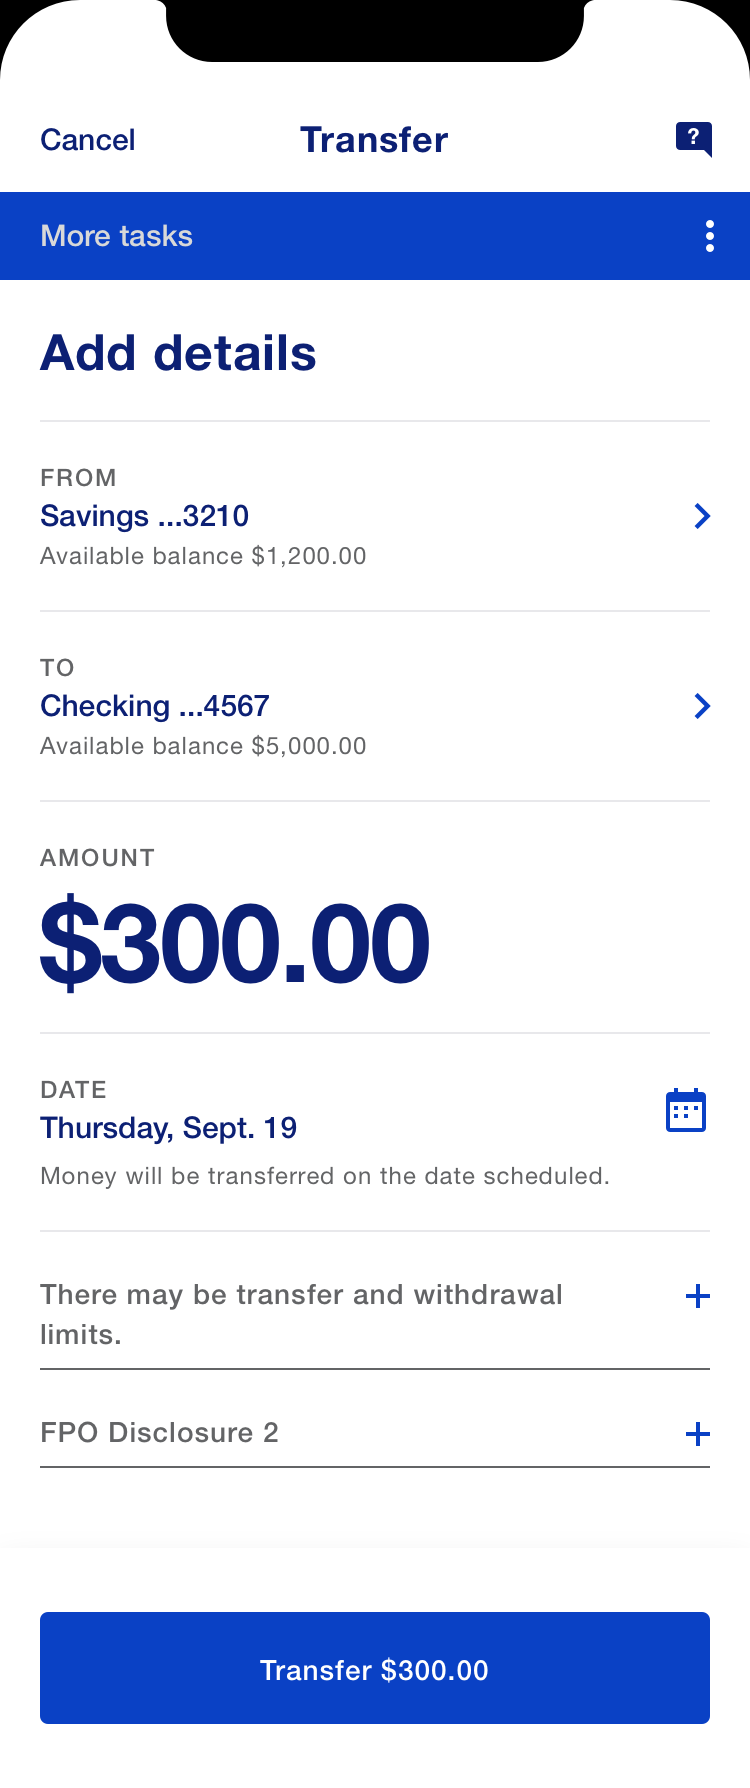 Cancel
Transfer
?
More tasks
Add details
FROM
Savings ...3210
Available balance $1,200.00
TO
Checking ...4567
Available balance $5,000.00
AMOUNT
$300.00
DATE
Thursday, Sept. 19
Money will be transferred on the date scheduled.
There may be transfer and withdrawal
limits.
FPO Disclosure 2
Transfer $300.00